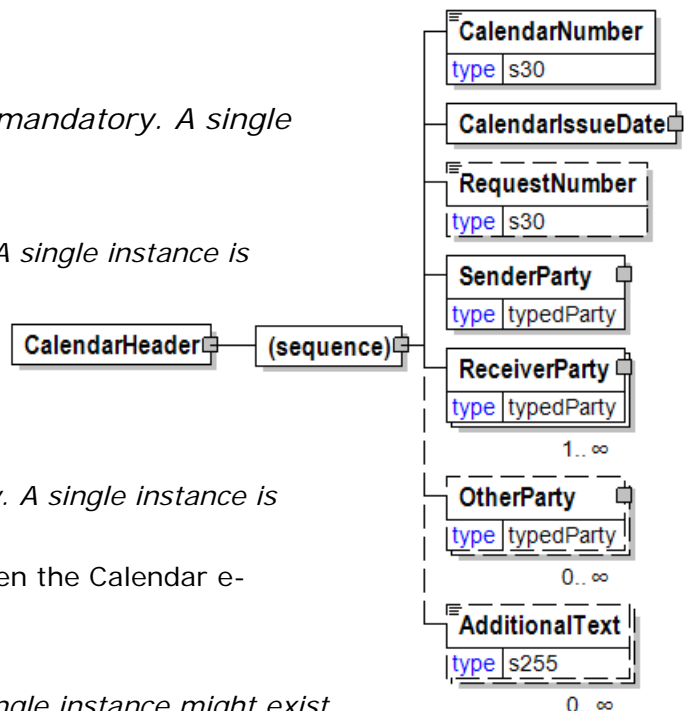 CalendarNumber
type s30
mandatory. A single
CalendarIssueDate
RequestNumber
type s30
A single instance is
SenderParty
type typedParty
CalendarHeader
(sequence)
ReceiverParty
type typedParty
1.. ∞
. A single instance is
OtherParty
type typedParty
en the Calendar e-
0.. ∞
AdditionalText
type s255
ngle instance might exist
0.. ∞